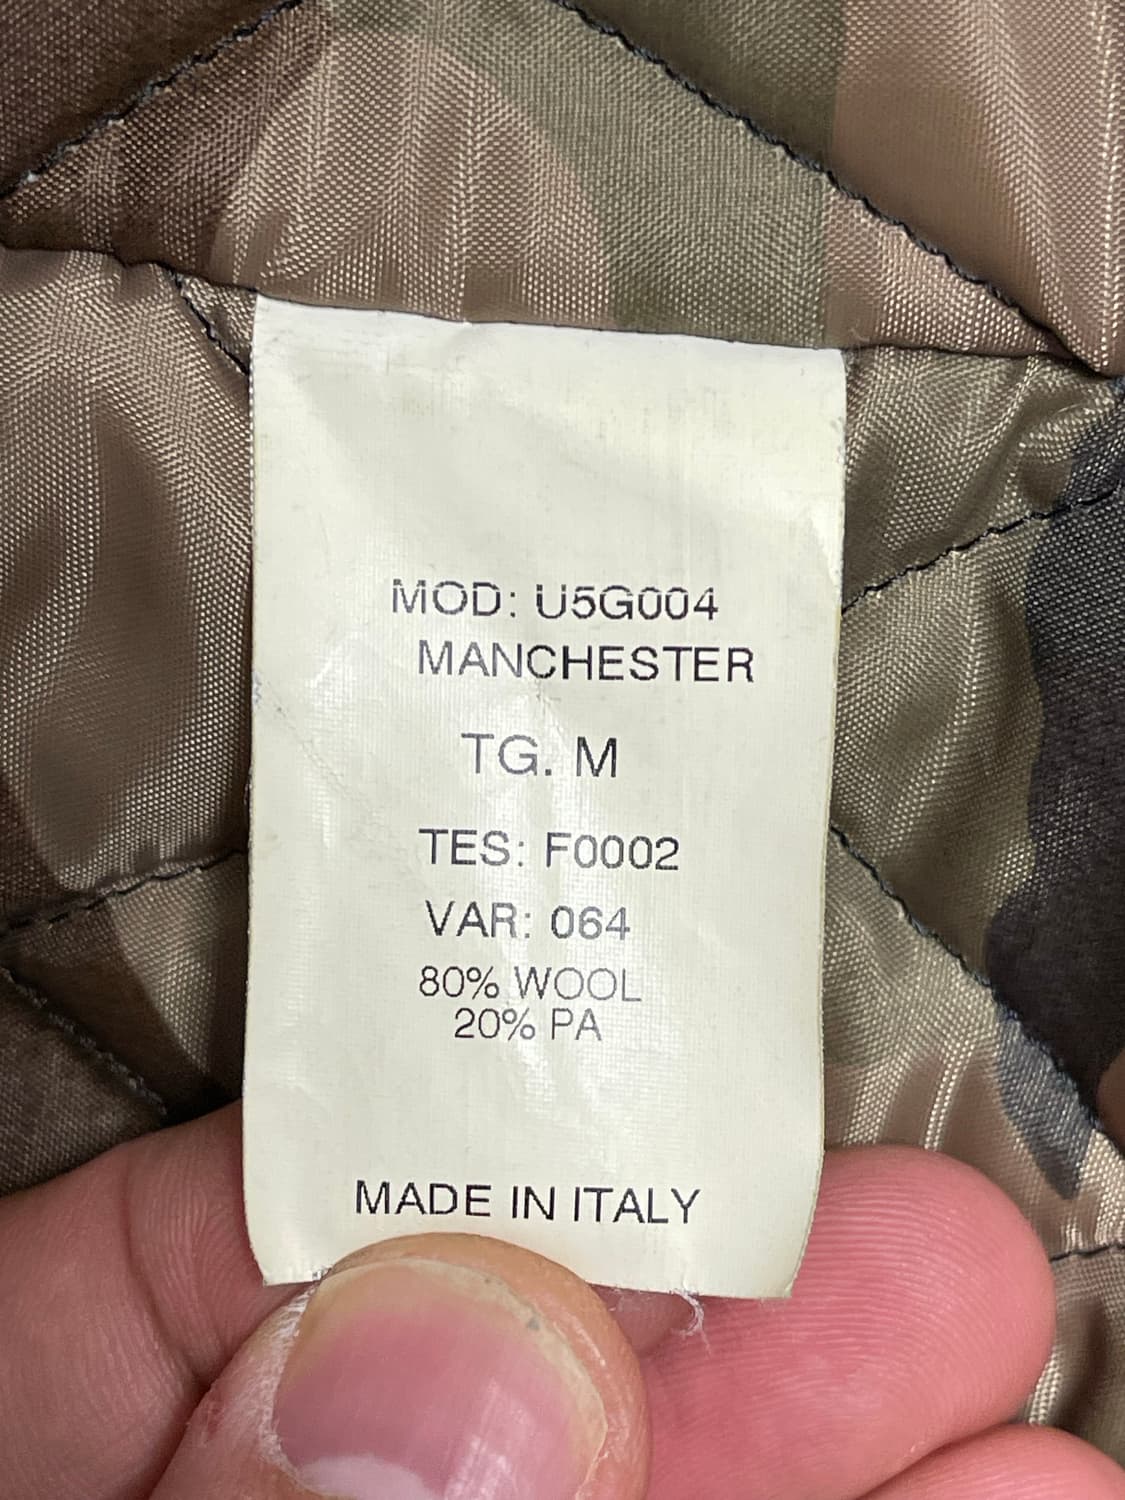 MOD: U5G004
MANCHESTER
TG. M
TES: F0002
VAR: 064
80% WOOL
20% PA
MADE IN ITALY